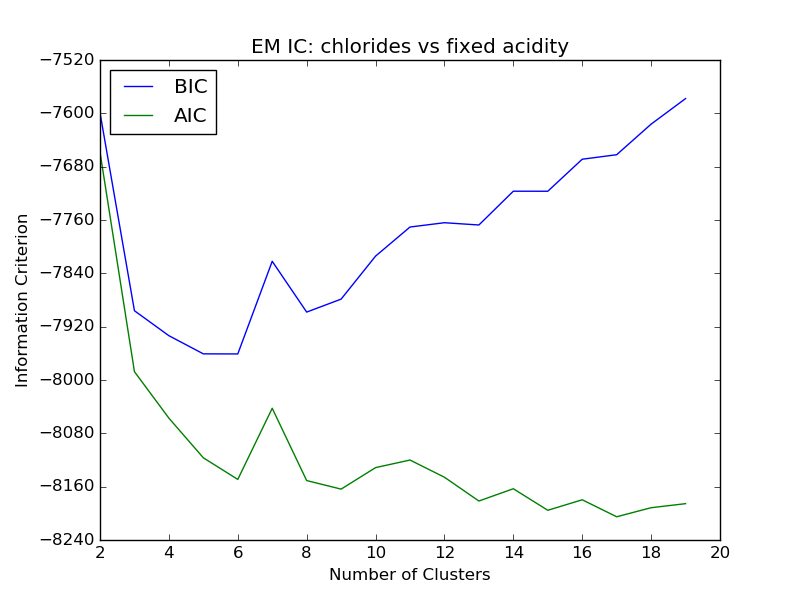 EM IC: chlorides vs fixed acidity
BIC
AIC
−7520
−7600
−7680
−7760
−7840
−7920
−8000
−8080
−8160
−8240
Information Criterion
2 4 6 8 10 12 14 16 18 20
Number of Clusters